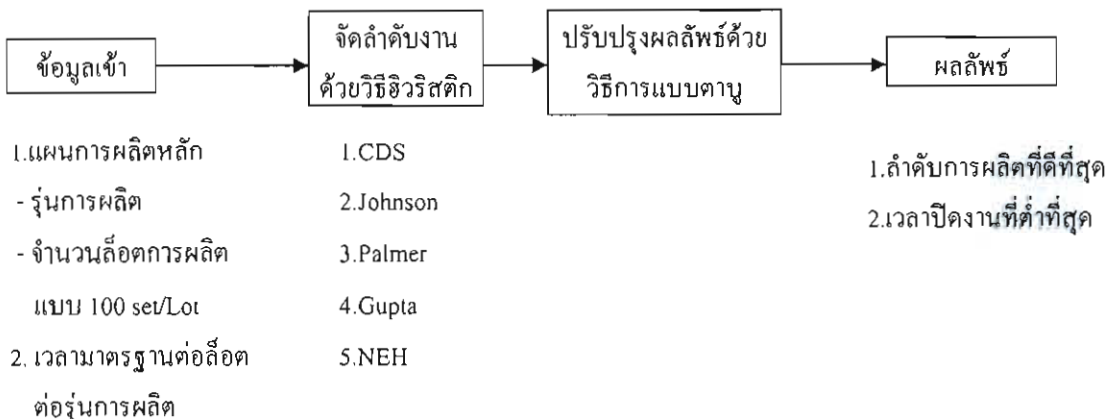 ข้อมูลเข้า
จัดลำดับงาน
ด้วยวิธีฮิวริสติก
ปรับปรุงผลลัพธ์ด้วย
วิธีการแบบตาบู
ผลลัพธ์
1.แผนการผลิตหลัก
- รุ่นการผลิต
- จำนวนล็อตการผลิต
แบบ 100 set/Lot
2. เวลามาตรฐานต่อล็อต
ต่อรุ่นการผลิต
1.CDS
2.Johnson
3.Palmer
4.Gupta
5.NEH
1.ลำดับการผลิตที่ดีที่สุด
2.เวลาปิดงานที่ต่ำที่สุด